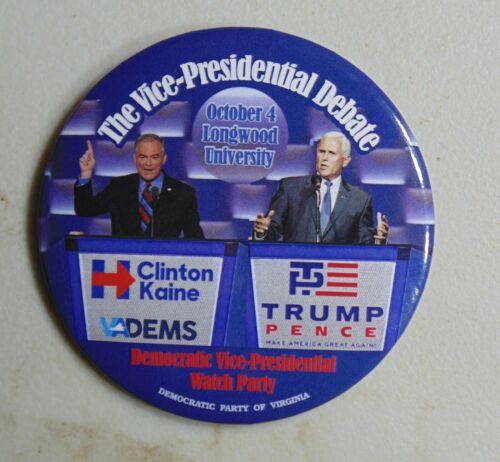 The Vice-Presidential Debate
October 4
Longwood
University
H Clinton
Kaine
VADEMS
TP
TRUMP
PENCE
MAKE AMERICA GREAT AGAIN!
Democratic Vice-Presidential
Watch Party
DEMOCRATIC PARTY OF VIRGINIA